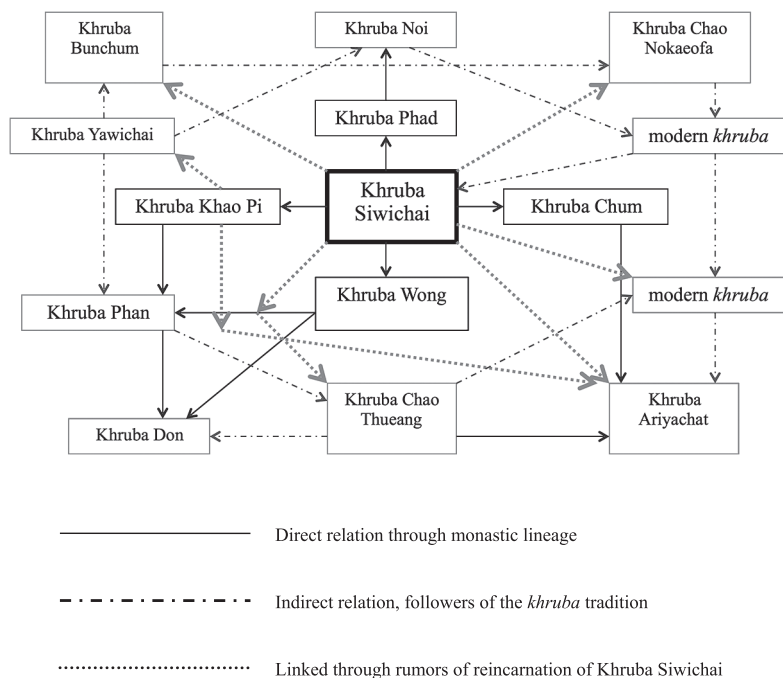 Khruba
Bunchum
Khruba Noi
Khruba Chao
Nokaeofa
Khruba Phad
Khruba Yawichai
modern khruba
Khruba
Siwichai
Khruba Khao Pi
Khruba Chum
Khruba Wong
modern khruba
Khruba Phan
Khruba Chao
Thueang
Khruba
Ariyachat
Khruba Don
Direct relation through monastic lineage
Indirect relation, followers of the khruba tradition
Linked through rumors of reincarnation of Khruba Siwichai